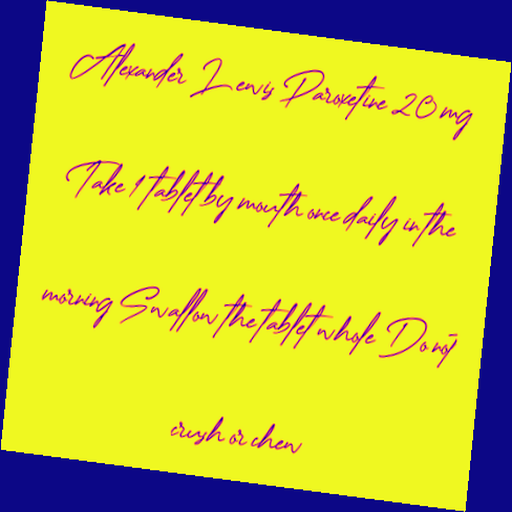 Alexander Lewis Paroxetine 20 mg
Take 1 tablet by mouth once daily in the
morning Swallow the tablet whole Do not
crush or chew